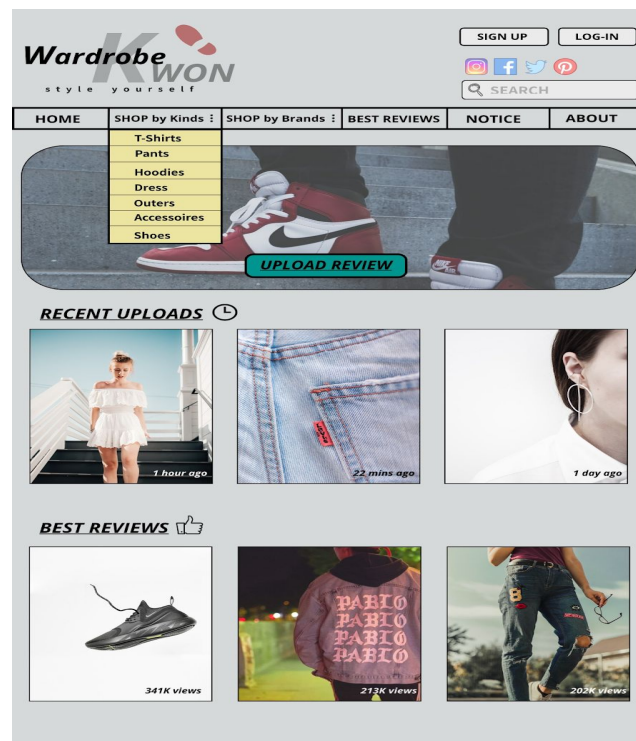 SIGN UP LOG-IN
Wardrobe
KWON
style yourself
SEARCH
HOME SHOP by Kinds SHOP by Brands BEST REVIEWS NOTICE ABOUT
T-Shirts
Pants
Hoodies
Dress
Outers
Accessoires
Shoes
UPLOAD REVIEW
RECENT UPLOADS
1 hour ago 22 mins ago 1 day ago
BEST REVIEWS
PABLO
PABLO
PABLO
PABLO
341K views 213K views 202K views